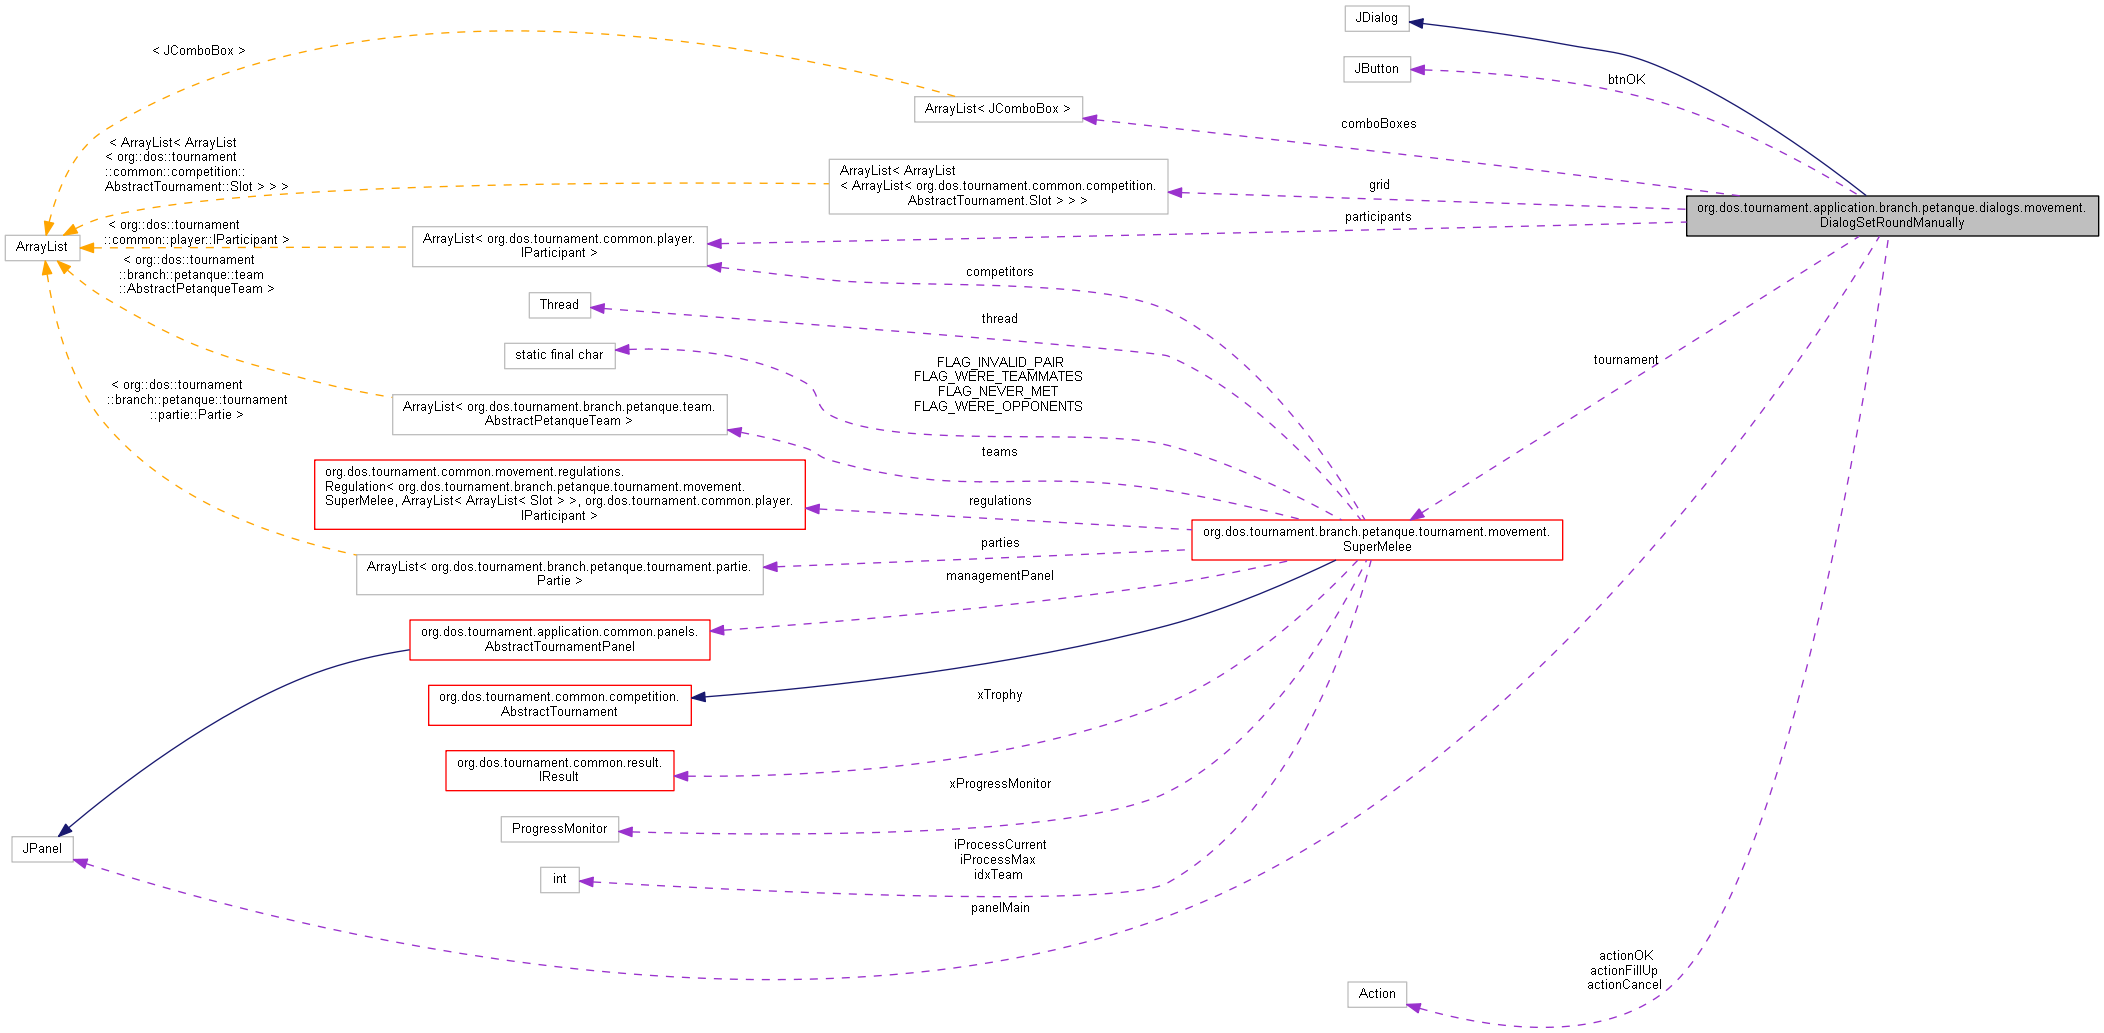 JDialog
< JComboBox >
JButton
btnOK
ArrayList< JComboBox >
comboBoxes
< ArrayList< ArrayList
< org::dos::tournament
::common::competition::
AbstractTournament::Slot > > >
ArrayList< ArrayList
< ArrayList< org.dos.tournament.common.competition.
AbstractTournament.Slot > > >
grid
org.dos.tournament.application.branch.petanque.dialogs.movement.
DialogSetRoundManually
participants
< org::dos::tournament
::common::player::IParticipant >
ArrayList
ArrayList< org.dos.tournament.common.player.
IParticipant >
< org::dos::tournament
::branch::petanque::team
::AbstractPetanqueTeam >
competitors
Thread
thread
static final char
FLAG_INVALID_PAIR
FLAG_WERE_TEAMMATES
FLAG_NEVER_MET
FLAG_WERE_OPPONENTS
tournament
< org::dos::tournament
::branch::petanque::tournament
::partie::Partie >
ArrayList< org.dos.tournament.branch.petanque.team.
AbstractPetanqueTeam >
teams
org.dos.tournament.common.movement.regulations.
Regulation< org.dos.tournament.branch.petanque.tournament.movement.
SuperMelee, ArrayList< ArrayList< Slot > >, org.dos.tournament.common.player.
IParticipant >
regulations
org.dos.tournament.branch.petanque.tournament.movement.
SuperMelee
parties
ArrayList< org.dos.tournament.branch.petanque.tournament.partie.
Partie >
managementPanel
org.dos.tournament.application.common.panels.
AbstractTournamentPanel
org.dos.tournament.common.competition.
AbstractTournament
xTrophy
org.dos.tournament.common.result.
IResult
xProgressMonitor
ProgressMonitor
JPanel
iProcessCurrent
iProcessMax
idxTeam
int
panelMain
actionOK
actionFillUp
actionCancel
Action